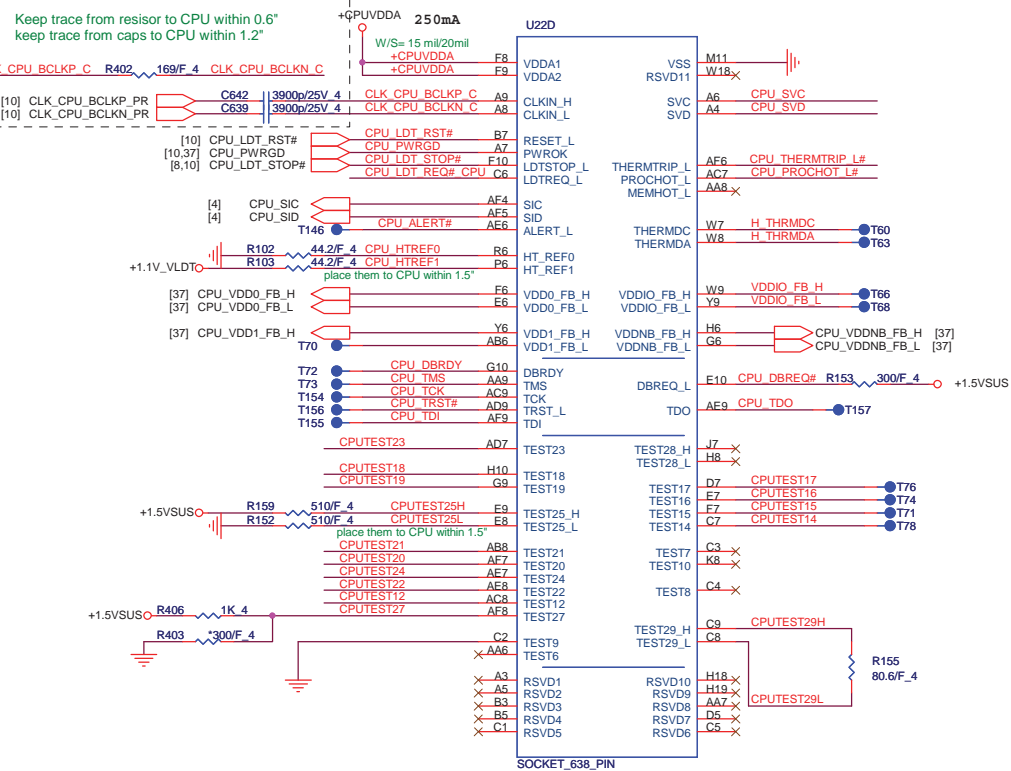 Keep trace from resisor to CPU within 0.6"
keep trace from caps to CPU within 1.2"
+CPUVDDA 250mA
W/S= 15 mil/20mil
U22D
+CPUVDDA F8 VDDA1 VSS M11
+CPUVDDA F9 VDDA2 RSVD11 W18
_CPU_BCLKP_C R402 169/F_4 CLK_CPU_BCLKN_C
[10] CLK_CPU_BCLKP_PR C642 3900p/25V_4 CLK_CPU_BCLKP_C A9 CLKIN_H SVC A6 CPU_SVC
[10] CLK_CPU_BCLKN_PR C639 3900p/25V_4 CLK_CPU_BCLKN_C A8 CLKIN_L SVD A4 CPU_SVD
[10] CPU_LDT_RST# CPU_LDT_RST# B7 RESET_L
[10,37] CPU_PWRGD CPU_PWRGD A7 PWROK
[8,10] CPU_LDT_STOP# CPU_LDT_STOP# F10 LDTSTOP_L THERMTRIP_L AF6 CPU_THERMTRIP_L#
CPU_LDT_REQ#_CPU C6 LDTREQ_L PROCHOT_L AC7 CPU_PROCHOT_L#
MEMHOT_L AA8
[4] CPU_SIC AF4 SIC
[4] CPU_SID AF5 SID
T146 CPU_ALERT# AE6 ALERT_L THERMDC W7 H_THRMDC T60
THERMDA W8 H_THRMDA T63
R102 44.2/F_4 CPU_HTREF0 R6 HT_REF0
+1.1V_VLDT R103 44.2/F_4 CPU_HTREF1 P6 HT_REF1
place them to CPU within 1.5"
[37] CPU_VDD0_FB_H F6 VDD0_FB_H VDDIO_FB_H W9 VDDIO_FB_H T66
[37] CPU_VDD0_FB_L E6 VDD0_FB_L VDDIO_FB_L Y9 VDDIO_FB_L T68
[37] CPU_VDD1_FB_H Y6 VDD1_FB_H VDDNB_FB_H H6 CPU_VDDNB_FB_H [37]
T70 AB6 VDD1_FB_L VDDNB_FB_L G6 CPU_VDDNB_FB_L [37]
T72 CPU_DBRDY G10 DBRDY
T73 CPU_TMS AA9 TMS DBREQ_L E10 CPU_DBREQ# R153 300/F_4 +1.5VSUS
T154 CPU_TCK AC9 TCK
T156 CPU_TRST# AD9 TRST_L TDO AE9 CPU_TDO T157
T155 CPU_TDI AF9 TDI
CPUTEST23 AD7 TEST23 TEST28_H J7
TEST28_L H8
CPUTEST18 H10 TEST18
CPUTEST19 G9 TEST19 TEST17 D7 CPUTEST17 T76
TEST16 E7 CPUTEST16 T74
+1.5VSUS R159 510/F_4 CPUTEST25H E9 TEST25_H TEST15 F7 CPUTEST15 T71
R152 510/F_4 CPUTEST25L E8 TEST25_L TEST14 C7 CPUTEST14 T78
place them to CPU within 1.5"
CPUTEST21 AB8 TEST21 TEST7 C3
CPUTEST20 AF7 TEST20 TEST10 K8
CPUTEST24 AE7 TEST24
CPUTEST22 AE8 TEST22 TEST8 C4
CPUTEST12 AC8 TEST12
+1.5VSUS R406 1K_4 CPUTEST27 AF8 TEST27
R403 *300/F_4 TEST29_H C9 CPUTEST29H
C2 TEST9 TEST29_L C8
AA6 TEST6
R155
80.6/F_4
A3 RSVD1 RSVD10 H18
A5 RSVD2 RSVD9 H19
B3 RSVD3 RSVD8 AA7 CPUTEST29L
B5 RSVD4 RSVD7 D5
C1 RSVD5 RSVD6 C5
SOCKET_638_PIN